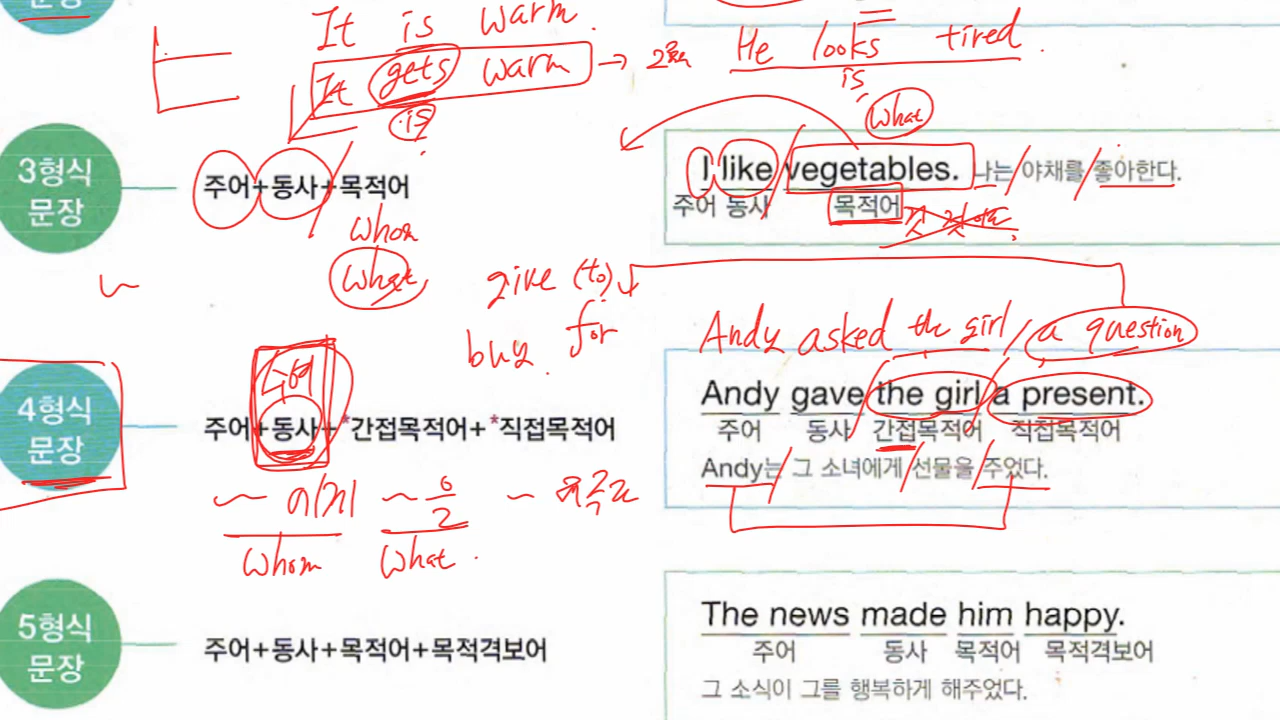 It is warm.
It gets warm → He looks tired.
is is
what
3형식
문장
주어+동사+목적어
I like vegetables. 나는 야채를 좋아한다.
주어 동사 목적어
whom
what
give (to)
buy for
Andy asked the girl / a question
4형식
문장
수여
주어+동사+*간접목적어+*직접목적어
Andy gave the girl a present.
주어 동사 간접목적어 직접목적어
Andy는 그 소녀에게 선물을 주었다.
whom what
5형식
문장
주어+동사+목적어+목적격보어
The news made him happy.
주어 동사 목적어 목적격보어
그 소식이 그를 행복하게 해주었다.